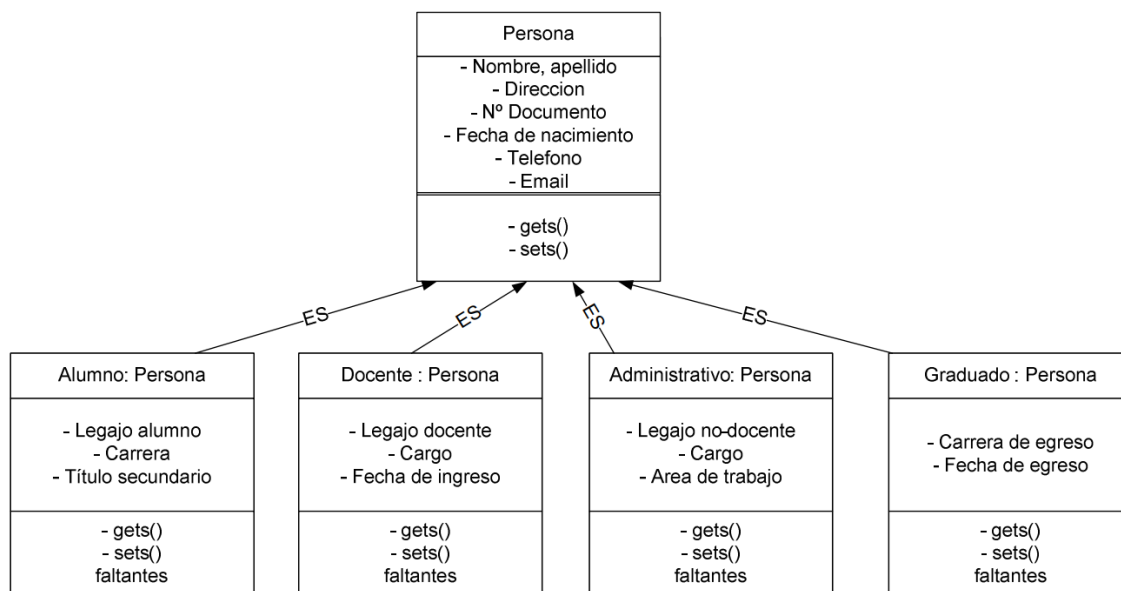 Persona
- Nombre, apellido
- Direccion
- Nº Documento
- Fecha de nacimiento
- Telefono
- Email
- gets()
- sets()
ES
ES
ES
ES
Alumno: Persona
- Legajo alumno
- Carrera
- Título secundario
- gets()
- sets()
faltantes
Docente : Persona
- Legajo docente
- Cargo
- Fecha de ingreso
- gets()
- sets()
faltantes
Administrativo: Persona
- Legajo no-docente
- Cargo
- Area de trabajo
- gets()
- sets()
faltantes
Graduado : Persona
- Carrera de egreso
- Fecha de egreso
- gets()
- sets()
faltantes